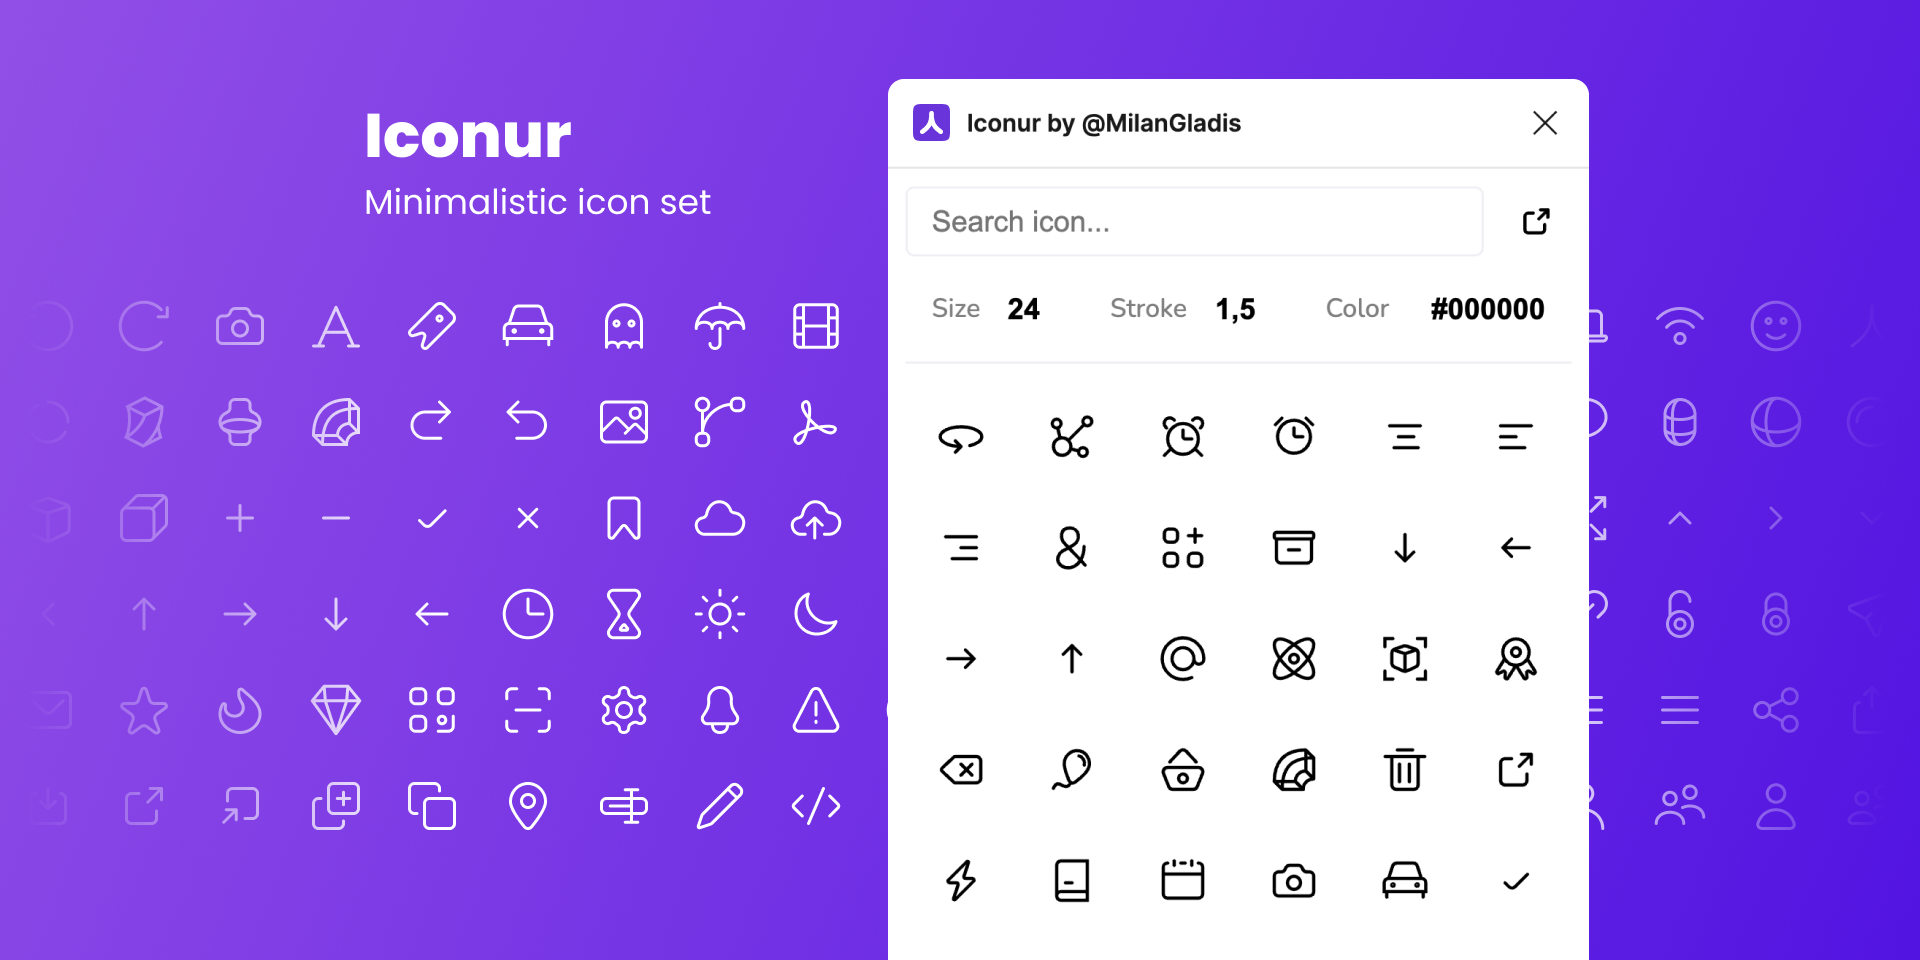 Iconur
Minimalistic icon set
Iconur by @MilanGladis
Search icon...
Size 24 Stroke 1,5 Color #000000